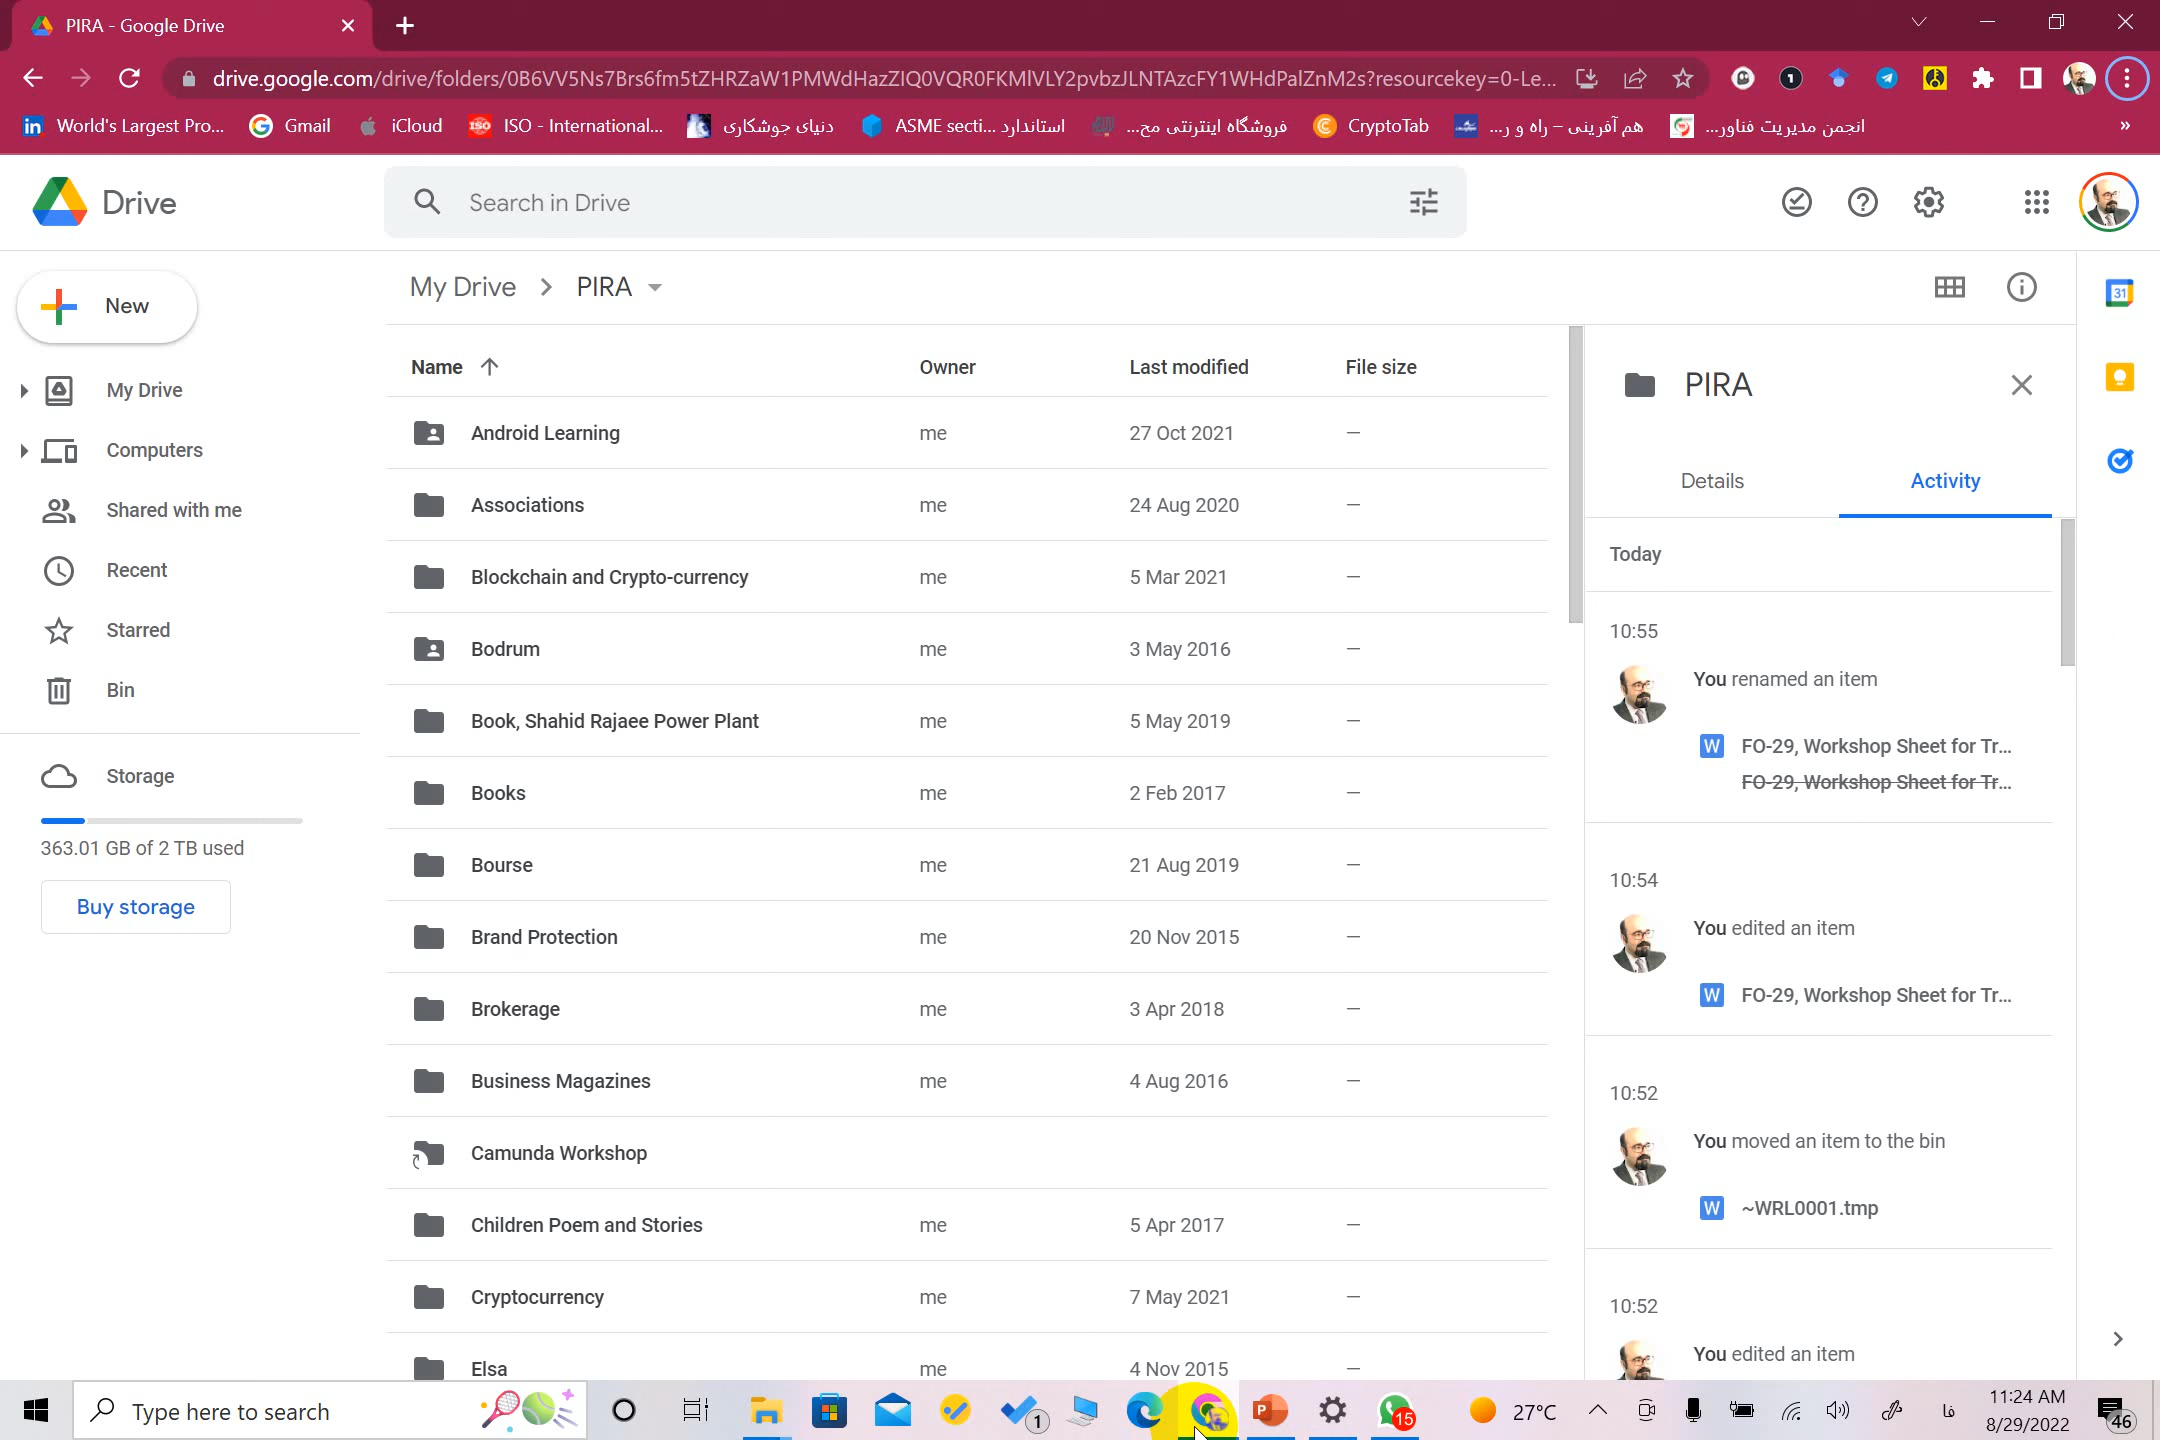 PIRA - Google Drive
drive.google.com/drive/folders/0B6VV5Ns7Brs6fm5tZHRZaW1PMWdHazZIQ0VQR0FKMlVLY2pvbzJLNTAzcFY1WHdPalZnM2s?resourcekey=0-Le...
World's Largest Pro...
Gmail
iCloud
ISO - International...
دنیای جوشکاری
استاندارد ASME secti...
فروشگاه اینترنتی مح...
CryptoTab
هم آفرینی – راه و ر...
انجمن مدیریت فناور...
Drive
Search in Drive
New
My Drive
Computers
Shared with me
Recent
Starred
Bin
Storage
363.01 GB of 2 TB used
Buy storage
My Drive > PIRA
Name Owner Last modified File size
Android Learning me 27 Oct 2021 —
Associations me 24 Aug 2020 —
Blockchain and Crypto-currency me 5 Mar 2021 —
Bodrum me 3 May 2016 —
Book, Shahid Rajaee Power Plant me 5 May 2019 —
Books me 2 Feb 2017 —
Bourse me 21 Aug 2019 —
Brand Protection me 20 Nov 2015 —
Brokerage me 3 Apr 2018 —
Business Magazines me 4 Aug 2016 —
Camunda Workshop
Children Poem and Stories me 5 Apr 2017 —
Cryptocurrency me 7 May 2021 —
Elsa me 4 Nov 2015 —
PIRA
Details Activity
Today
10:55
You renamed an item
FO-29, Workshop Sheet for Tr...
FO-29, Workshop Sheet for Tr...
10:54
You edited an item
FO-29, Workshop Sheet for Tr...
10:52
You moved an item to the bin
~WRL0001.tmp
10:52
You edited an item
Type here to search
1
15
27°C
فا
11:24 AM
8/29/2022
46